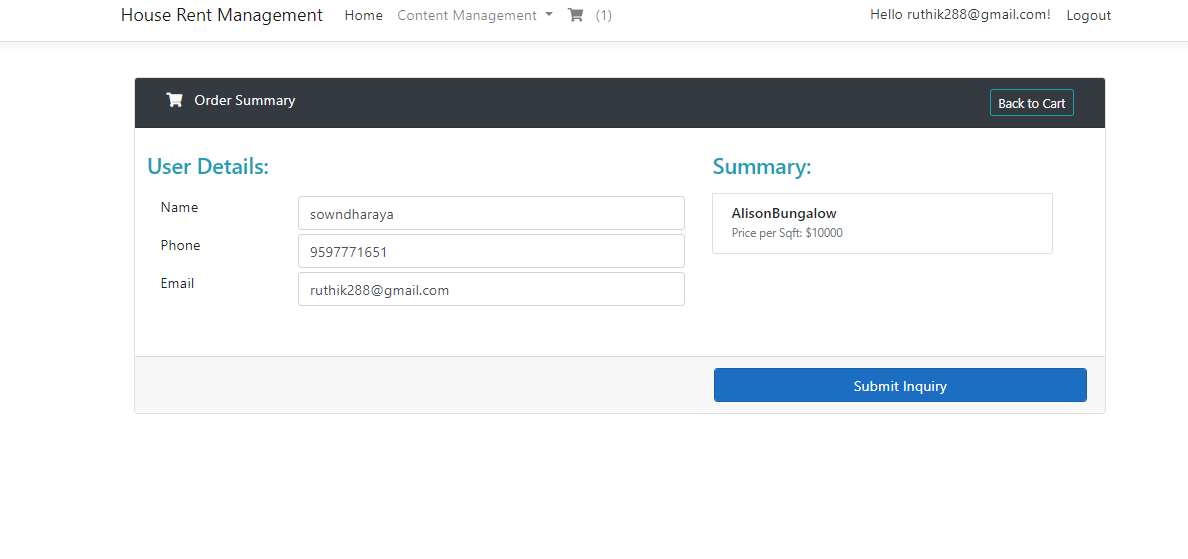 House Rent Management Home Content Management (1) Hello ruthik288@gmail.com! Logout
Order Summary Back to Cart
User Details:
Name sowndharaya
Phone 9597771651
Email ruthik288@gmail.com
Summary:
AlisonBungalow
Price per Sqft: $10000
Submit Inquiry